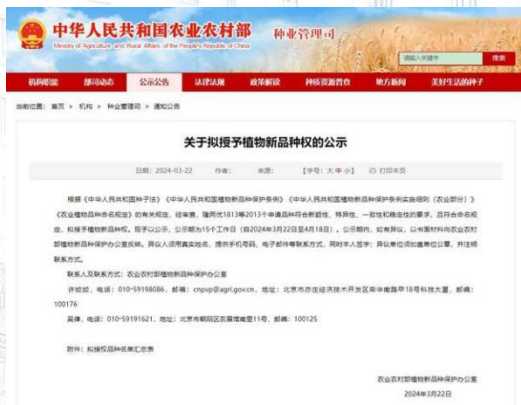 中华人民共和国农业农村部 种业管理司
Ministry of Agriculture and Rural Affairs of the People's Republic of China
请输入关键字 搜索
机构职能 部司动态 公示公告 法律法规 政策解读 种质资源普查 地方新闻 美好生活的种子
当前位置：首页 > 机构 > 种业管理司 > 通知公告
关于拟授予植物新品种权的公示
日期：2024-03-22 作者： 来源： 【字号：大 中 小】 打印本页
根据《中华人民共和国种子法》《中华人民共和国植物新品种保护条例》《中华人民共和国植物新品种保护条例实施细则（农业部分）》
《农业植物品种命名规定》的有关规定，经审查，隆两优1813等2013个申请品种符合新颖性、特异性、一致性和稳定性的要求，且符合命名规
定，拟授予植物新品种权。现予以公示，公示期为15个工作日（自2024年3月22日至4月18日）。公示期内，如有异议，以书面材料向农业农村
部植物新品种保护办公室反映。异议人须用真实姓名，提供手机号码、电子邮件等联系方式，同时本人签字；异议单位须加盖单位公章，并注明
联系方式。
联系人及联系方式：农业农村部植物新品种保护办公室
电话：010-59198086，邮箱：cnpvp@agri.gov.cn，地址：北京市亦庄经济技术开发区荣华南路甲18号科技大厦，邮编：
100176
电话：010-59191621，地址：北京市朝阳区农展馆南里11号，邮编：100125
附件：拟授权品种名单汇总表
农业农村部植物新品种保护办公室
2024年3月22日